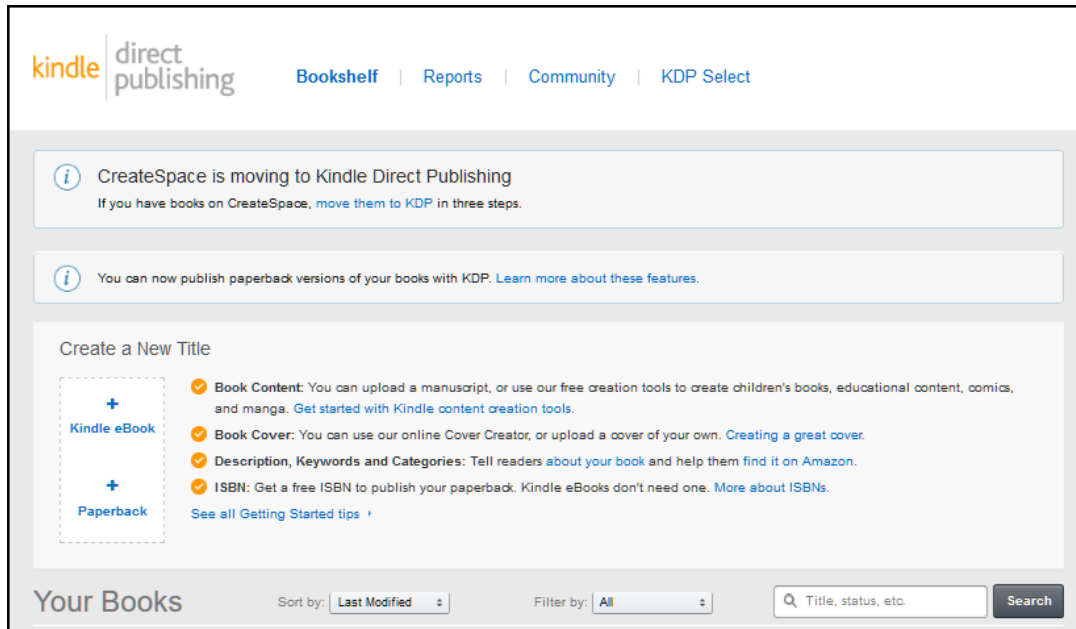 kindle direct publishing
Bookshelf | Reports | Community | KDP Select
CreateSpace is moving to Kindle Direct Publishing
If you have books on CreateSpace, move them to KDP in three steps.
You can now publish paperback versions of your books with KDP. Learn more about these features.
Create a New Title
+
Kindle eBook
+
Paperback
Book Content: You can upload a manuscript, or use our free creation tools to create children's books, educational content, comics,
and manga. Get started with Kindle content creation tools.
Book Cover: You can use our online Cover Creator, or upload a cover of your own. Creating a great cover.
Description, Keywords and Categories: Tell readers about your book and help them find it on Amazon.
ISBN: Get a free ISBN to publish your paperback. Kindle eBooks don't need one. More about ISBNs.
See all Getting Started tips ›
Your Books Sort by: Last Modified Filter by: All Title, status, etc. Search